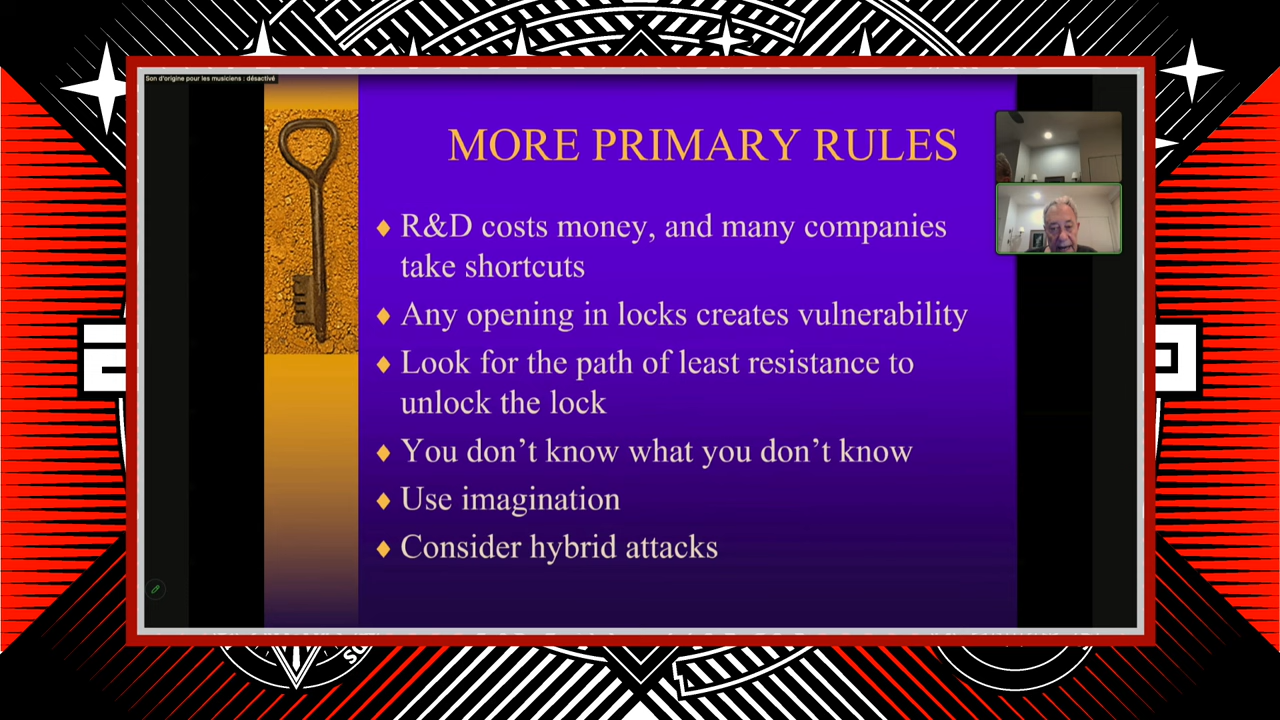 Son d'origine pour les musiciens : désactivé
MORE PRIMARY RULES
R&D costs money, and many companies
take shortcuts
Any opening in locks creates vulnerability
Look for the path of least resistance to
unlock the lock
You don't know what you don't know
Use imagination
Consider hybrid attacks